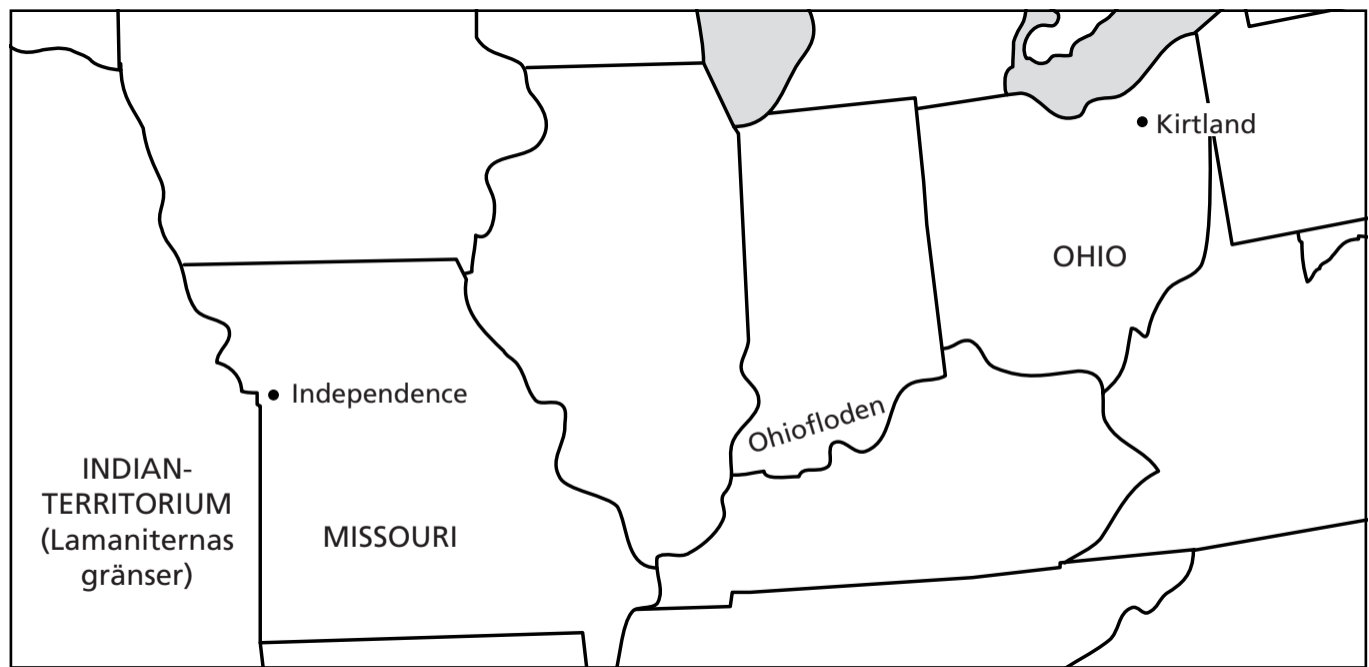 Kirtland
OHIO
Independence
Ohiofloden
INDIAN-
TERRITORIUM
(Lamaniternas
gränser)
MISSOURI